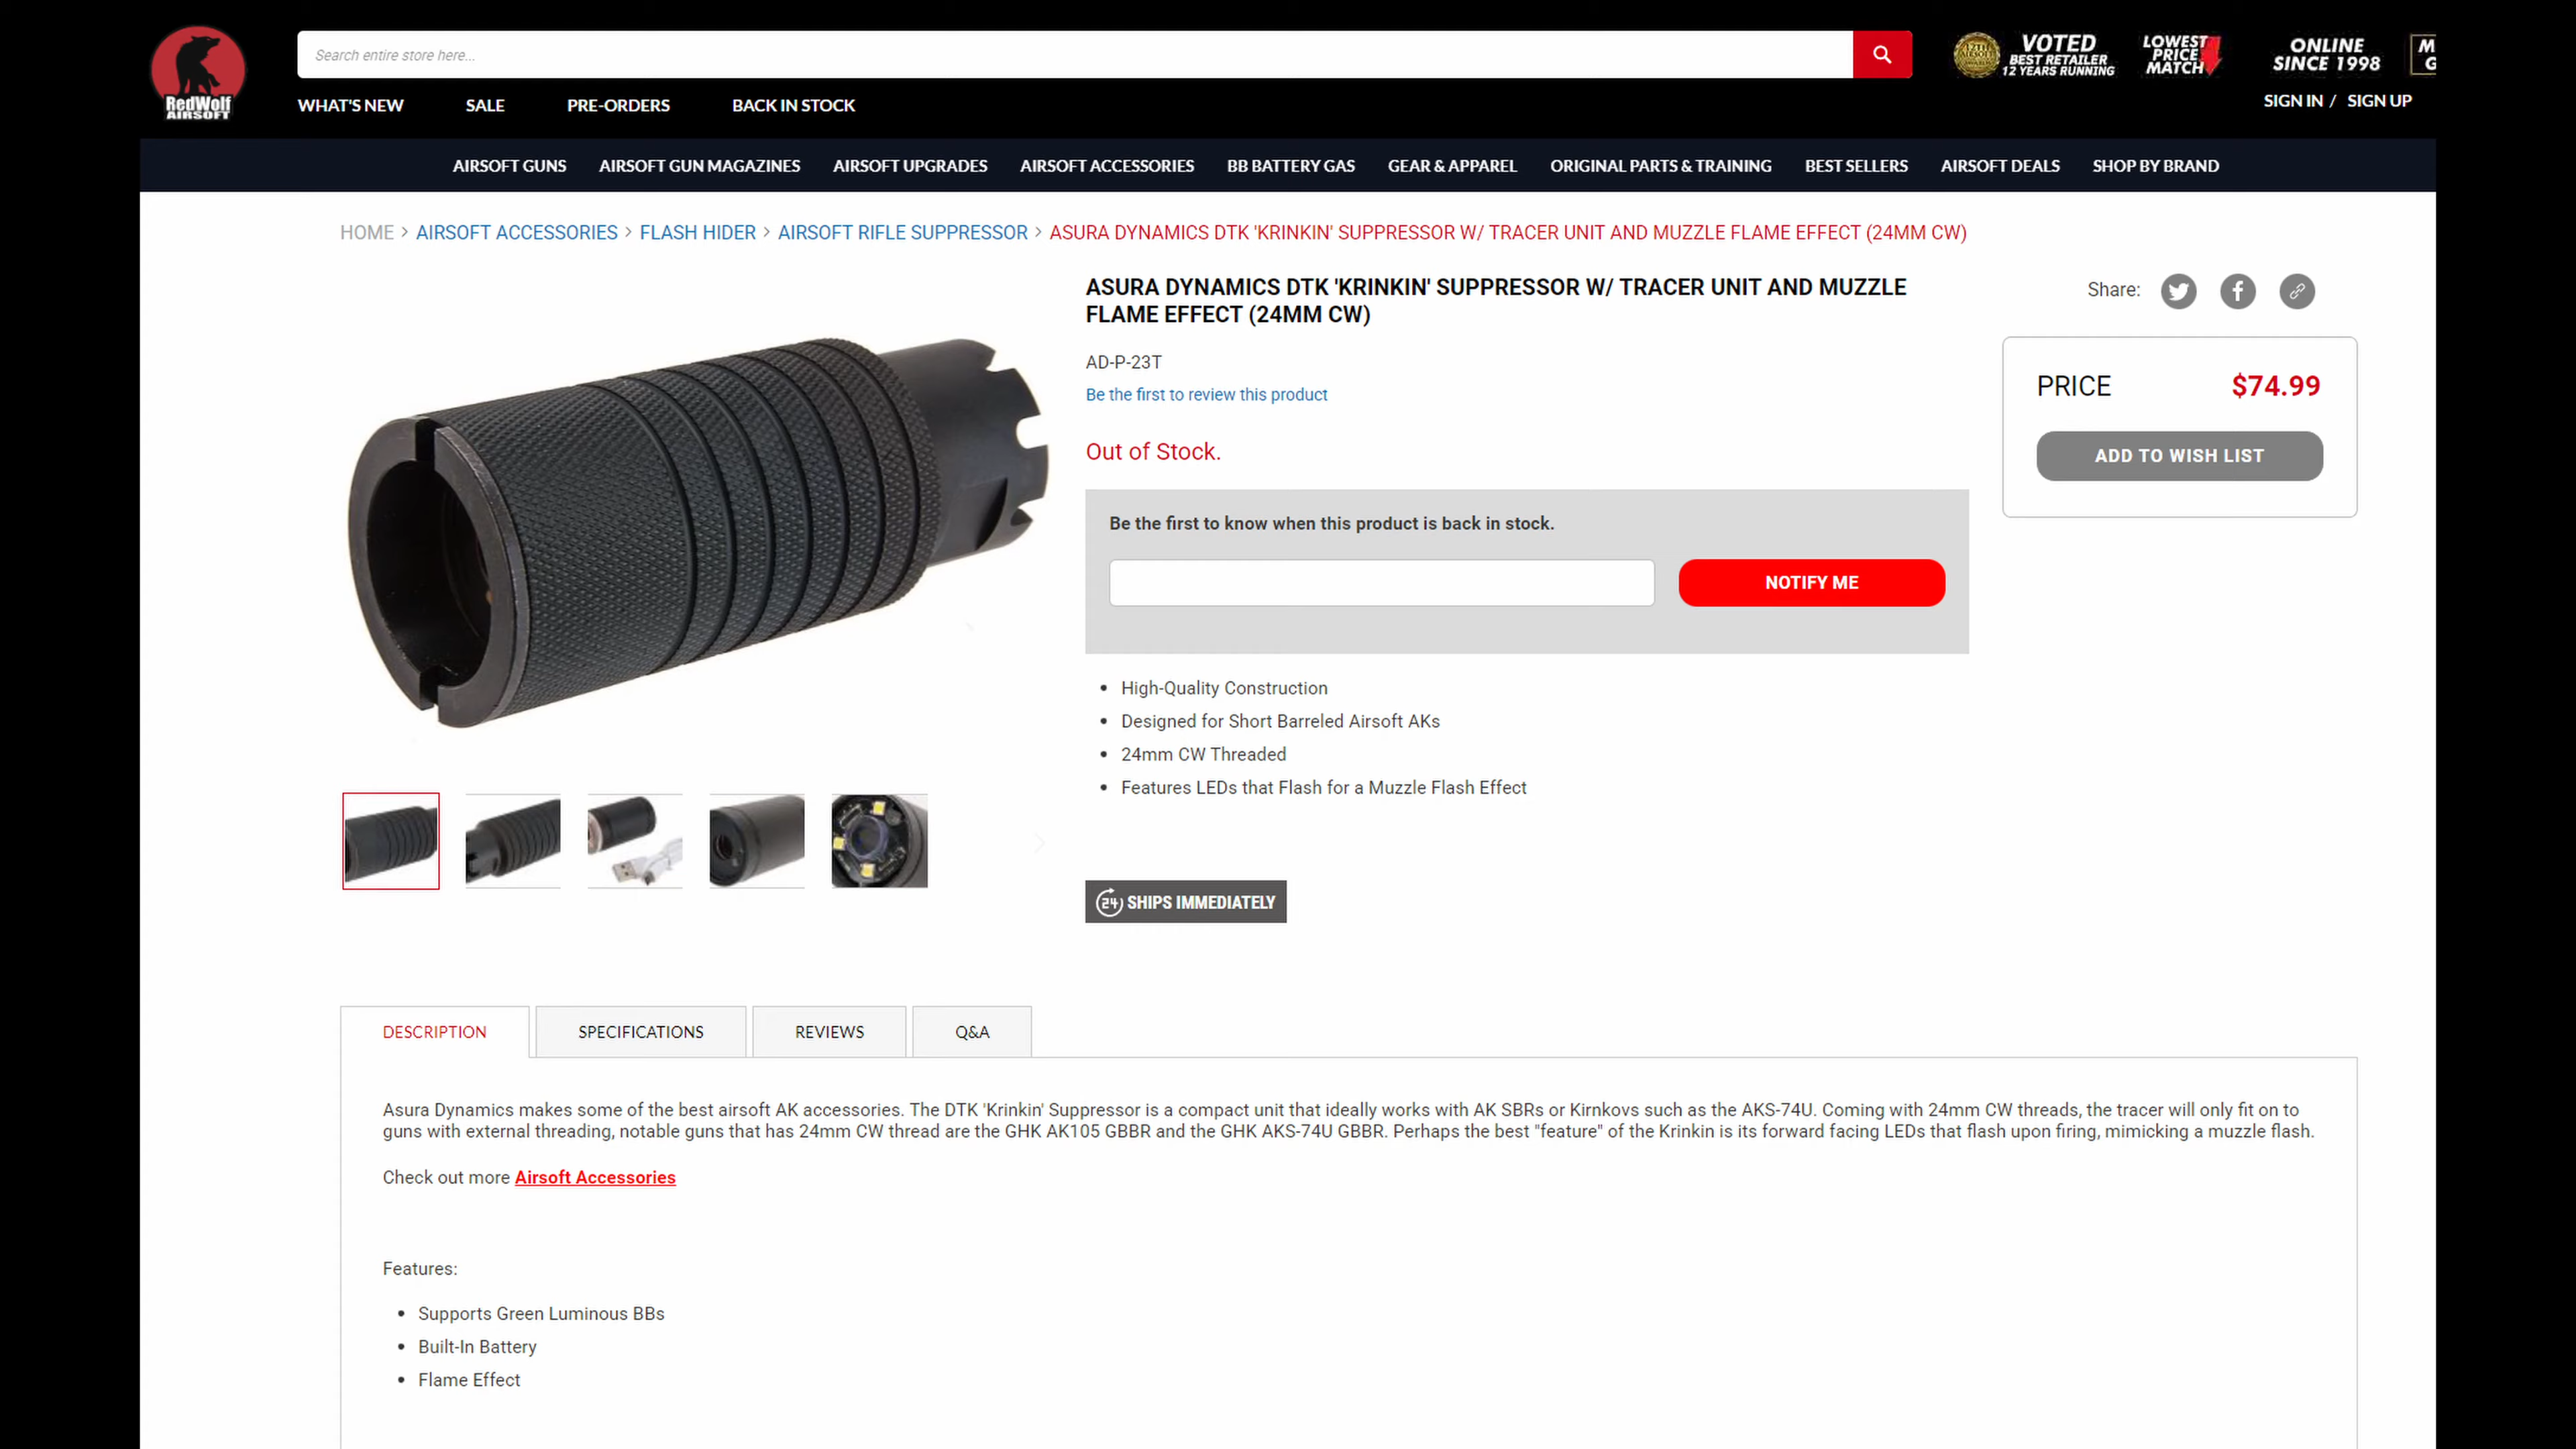 RedWolf
AIRSOFT
Search entire store here...
VOTED
BEST RETAILER
12 YEARS RUNNING
LOWEST
PRICE
MATCH
ONLINE
SINCE 1998
WHAT'S NEW
SALE
PRE-ORDERS
BACK IN STOCK
SIGN IN / SIGN UP
AIRSOFT GUNS
AIRSOFT GUN MAGAZINES
AIRSOFT UPGRADES
AIRSOFT ACCESSORIES
BB BATTERY GAS
GEAR & APPAREL
ORIGINAL PARTS & TRAINING
BEST SELLERS
AIRSOFT DEALS
SHOP BY BRAND
HOME > AIRSOFT ACCESSORIES > FLASH HIDER > AIRSOFT RIFLE SUPPRESSOR > ASURA DYNAMICS DTK 'KRINKIN' SUPPRESSOR W/ TRACER UNIT AND MUZZLE FLAME EFFECT (24MM CW)
ASURA DYNAMICS DTK 'KRINKIN' SUPPRESSOR W/ TRACER UNIT AND MUZZLE
FLAME EFFECT (24MM CW)
Share:
AD-P-23T
Be the first to review this product
PRICE $74.99
ADD TO WISH LIST
Out of Stock.
Be the first to know when this product is back in stock.
NOTIFY ME
• High-Quality Construction
• Designed for Short Barreled Airsoft AKs
• 24mm CW Threaded
• Features LEDs that Flash for a Muzzle Flash Effect
24 SHIPS IMMEDIATELY
DESCRIPTION
SPECIFICATIONS
REVIEWS
Q&A
Asura Dynamics makes some of the best airsoft AK accessories. The DTK 'Krinkin' Suppressor is a compact unit that ideally works with AK SBRs or Kirnkovs such as the AKS-74U. Coming with 24mm CW threads, the tracer will only fit on to
guns with external threading, notable guns that has 24mm CW thread are the GHK AK105 GBBR and the GHK AKS-74U GBBR. Perhaps the best "feature" of the Krinkin is its forward facing LEDs that flash upon firing, mimicking a muzzle flash.
Check out more Airsoft Accessories
Features:
• Supports Green Luminous BBs
• Built-In Battery
• Flame Effect